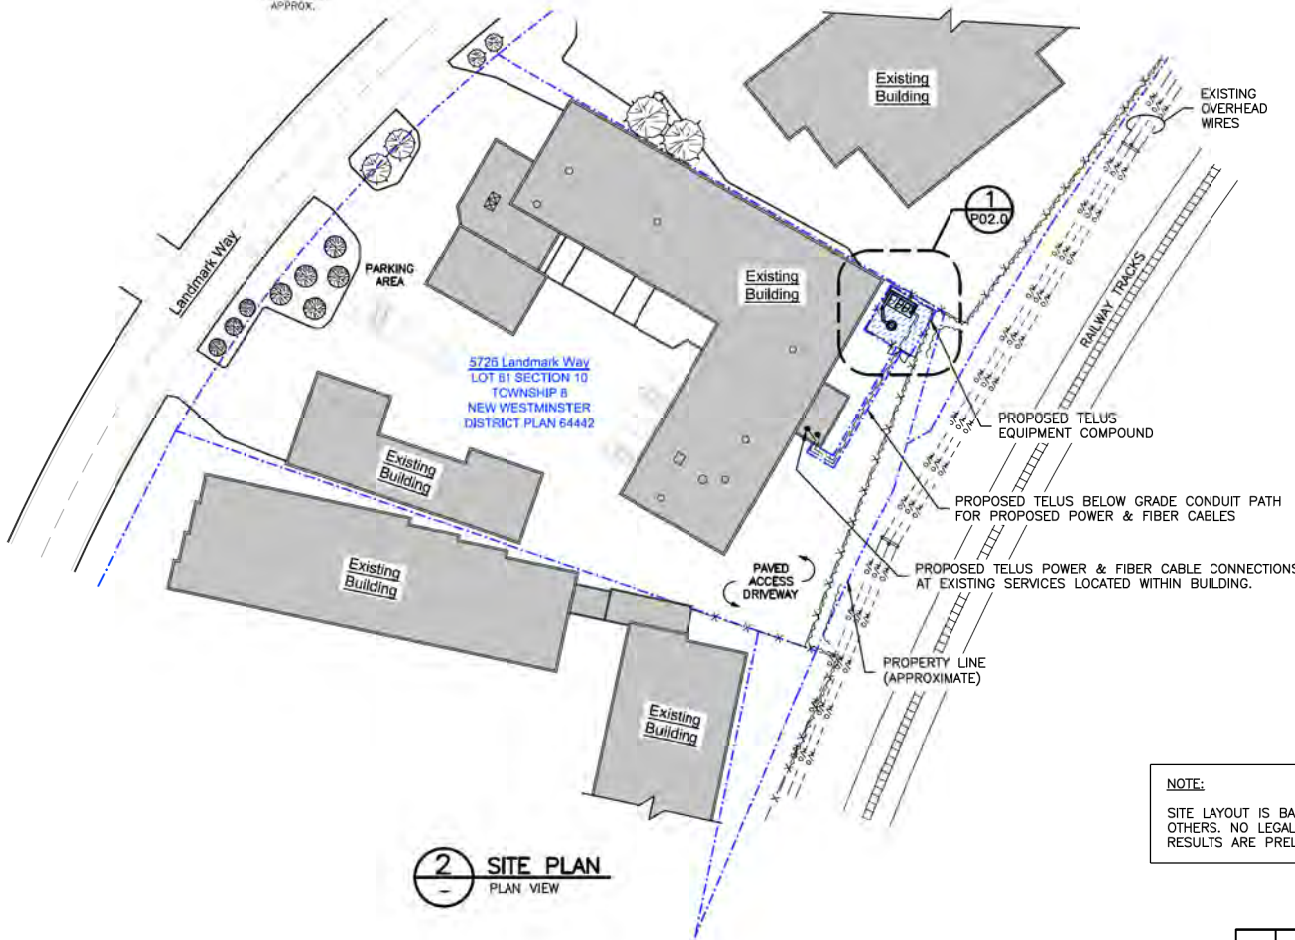 APPROX.
Existing
Building
EXISTING
OVERHEAD
WIRES
1
P02.0
Landmark Way
PARKING
AREA
Existing
Building
RAILWAY TRACKS
5726 Landmark Way
LOT 61 SECTION 10
TOWNSHIP 8
NEW WESTMINSTER
DISTRICT PLAN 64442
PROPOSED TELUS
EQUIPMENT COMPOUND
Existing
Building
PROPOSED TELUS BELOW GRADE CONDUIT PATH
FOR PROPOSED POWER & FIBER CABLES
Existing
Building
PAVED
ACCESS
DRIVEWAY
PROPOSED TELUS POWER & FIBER CABLE CONNECTIONS
AT EXISTING SERVICES LOCATED WITHIN BUILDING.
PROPERTY LINE
(APPROXIMATE)
Existing
Building
NOTE:
SITE LAYOUT IS BA
OTHERS. NO LEGAL
RESULTS ARE PREL
2
-
SITE PLAN
PLAN VIEW